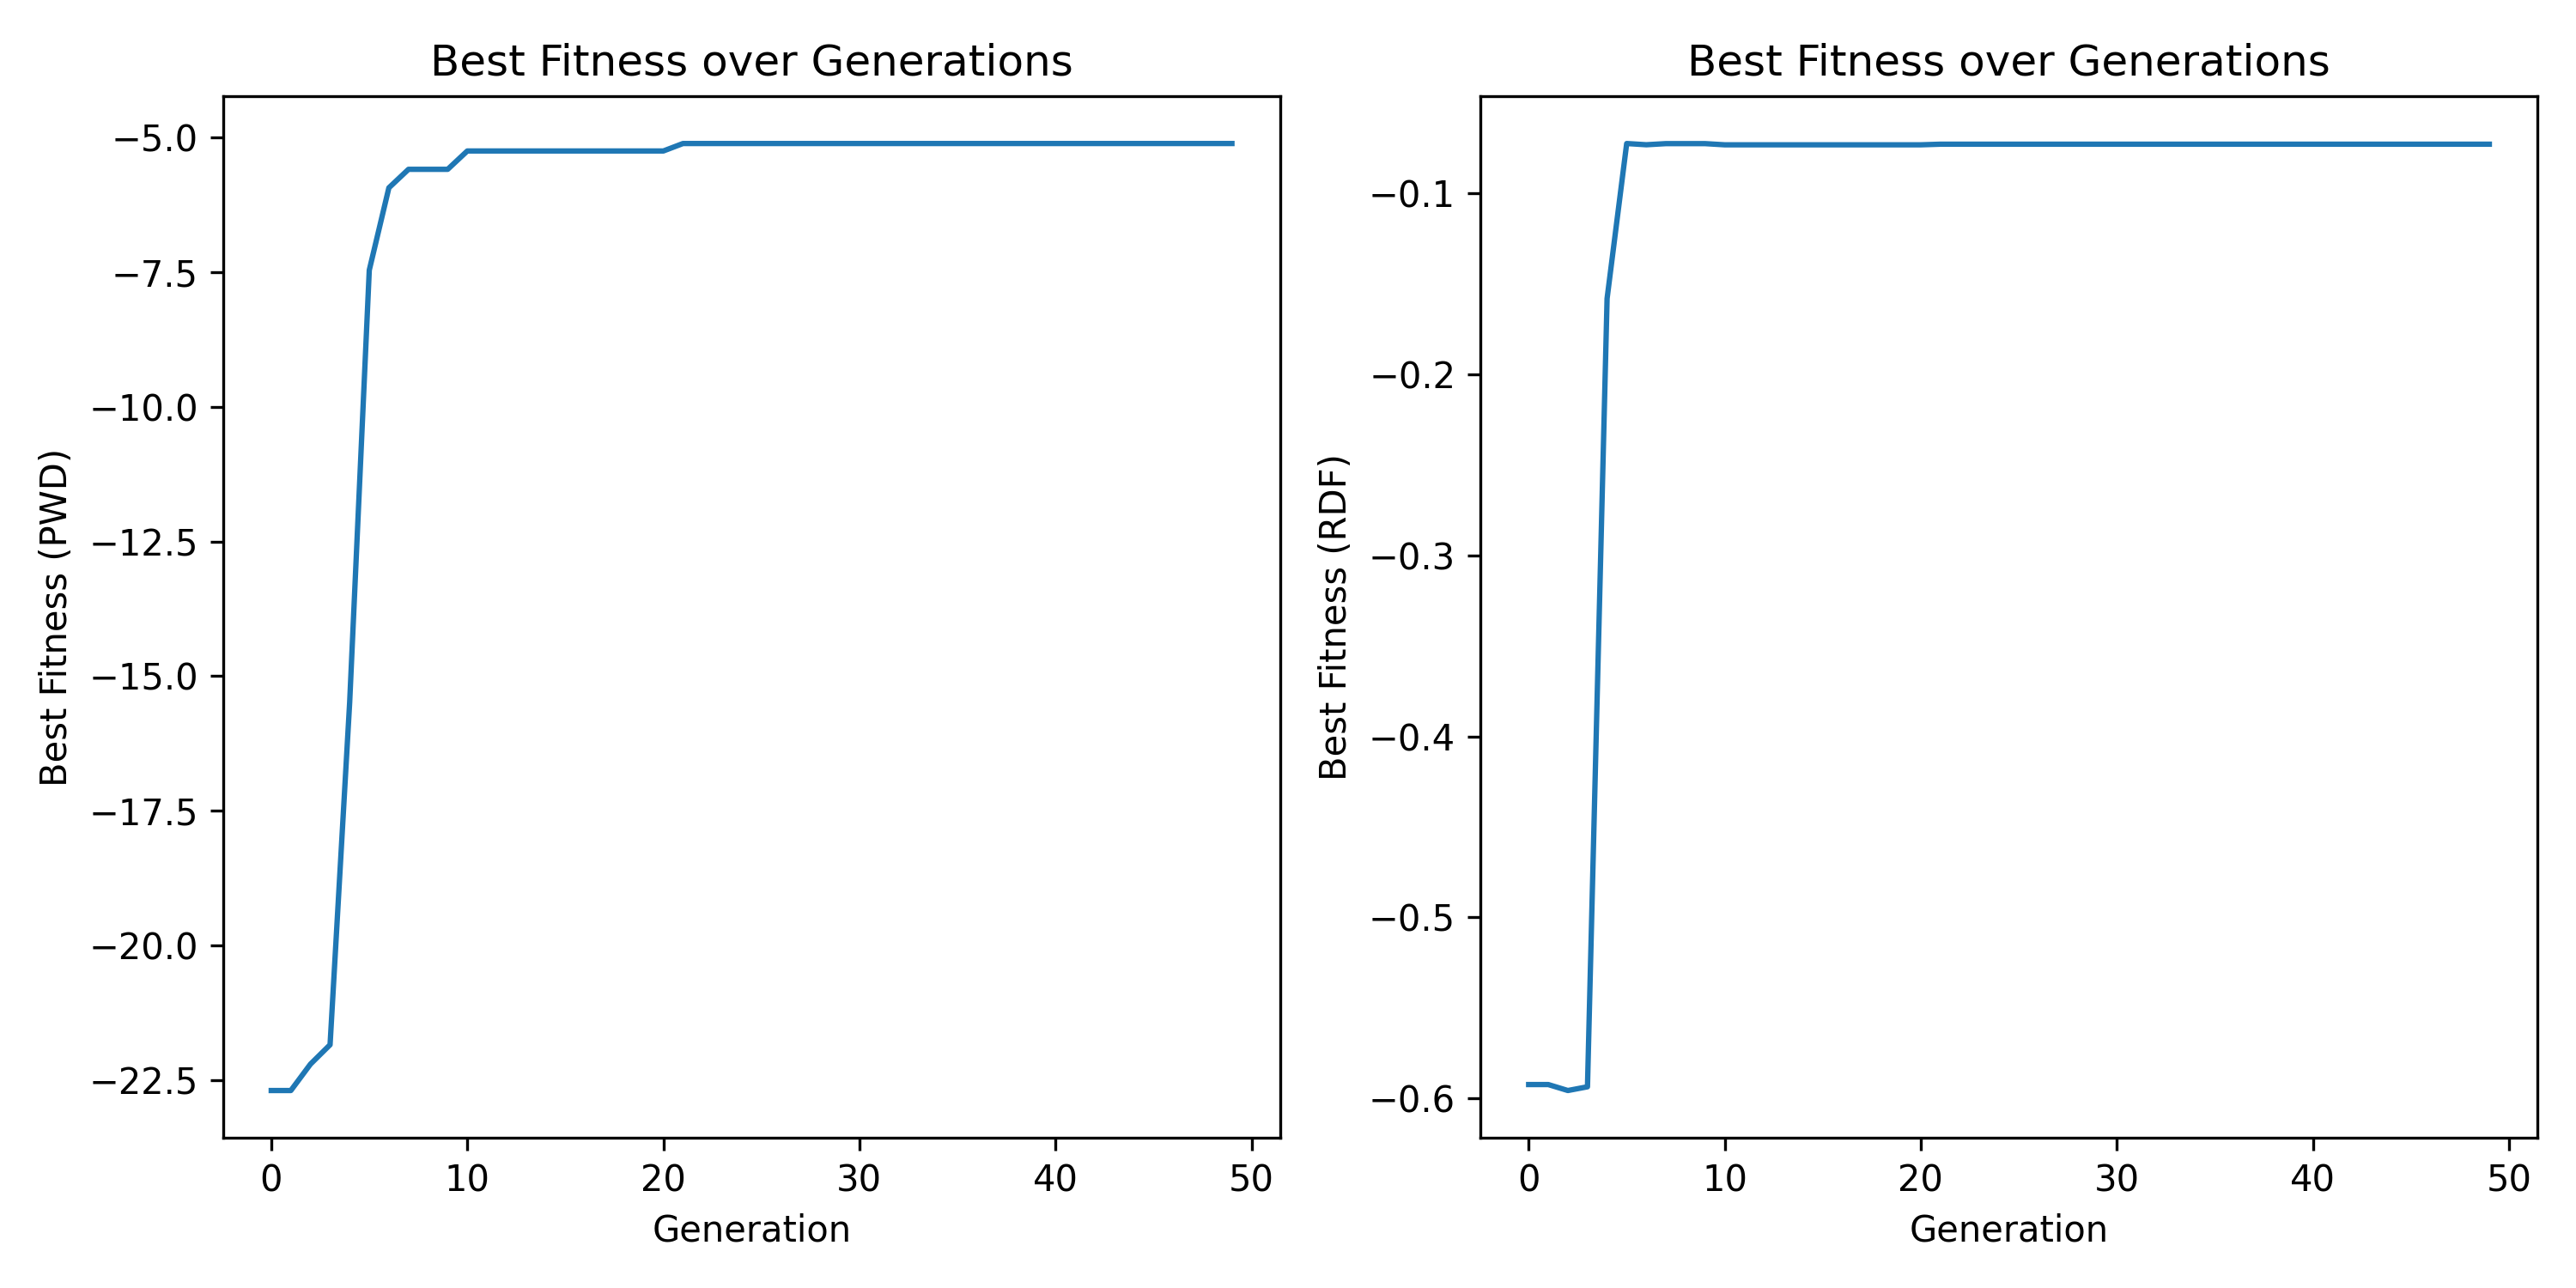 Best Fitness over Generations
Best Fitness (PWD)
−5.0
−7.5
−10.0
−12.5
−15.0
−17.5
−20.0
−22.5
0 10 20 30 40 50
Generation
Best Fitness over Generations
Best Fitness (RDF)
−0.1
−0.2
−0.3
−0.4
−0.5
−0.6
0 10 20 30 40 50
Generation